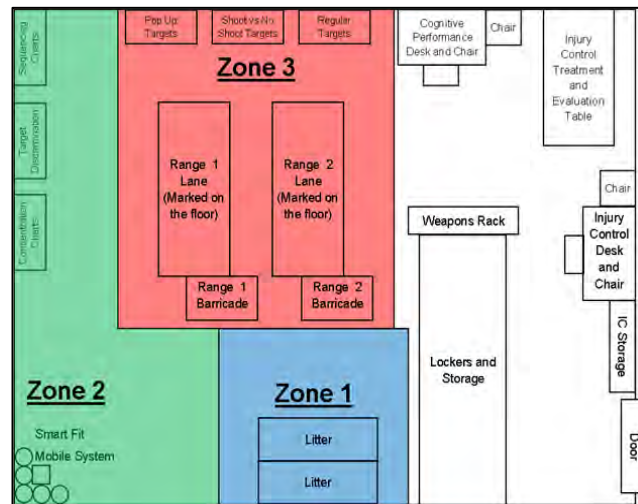 Pop Up
Targets
Shoot vs No
Shoot Targets
Regular
Targets
Zone 3
Sequencing
Charts
Target
Discrimination
Concentration
Charts
Range 1
Lane
(Marked on
the floor)
Range 2
Lane
(Marked on
the floor)
Range 1
Barricade
Range 2
Barricade
Cognitive
Performance
Desk and Chair
Chair
Injury
Control
Treatment
and
Evaluation
Table
Chair
Weapons Rack
Injury
Control
Desk
and
Chair
Lockers and
Storage
IC Storage
Door
Zone 2
Smart Fit
Mobile System
Zone 1
Litter
Litter